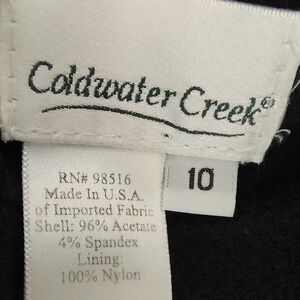 Coldwater Creek®
10
RN# 98516
Made In U.S.A.
of Imported Fabric
Shell: 96% Acetate
4% Spandex
Lining:
100% Nylon